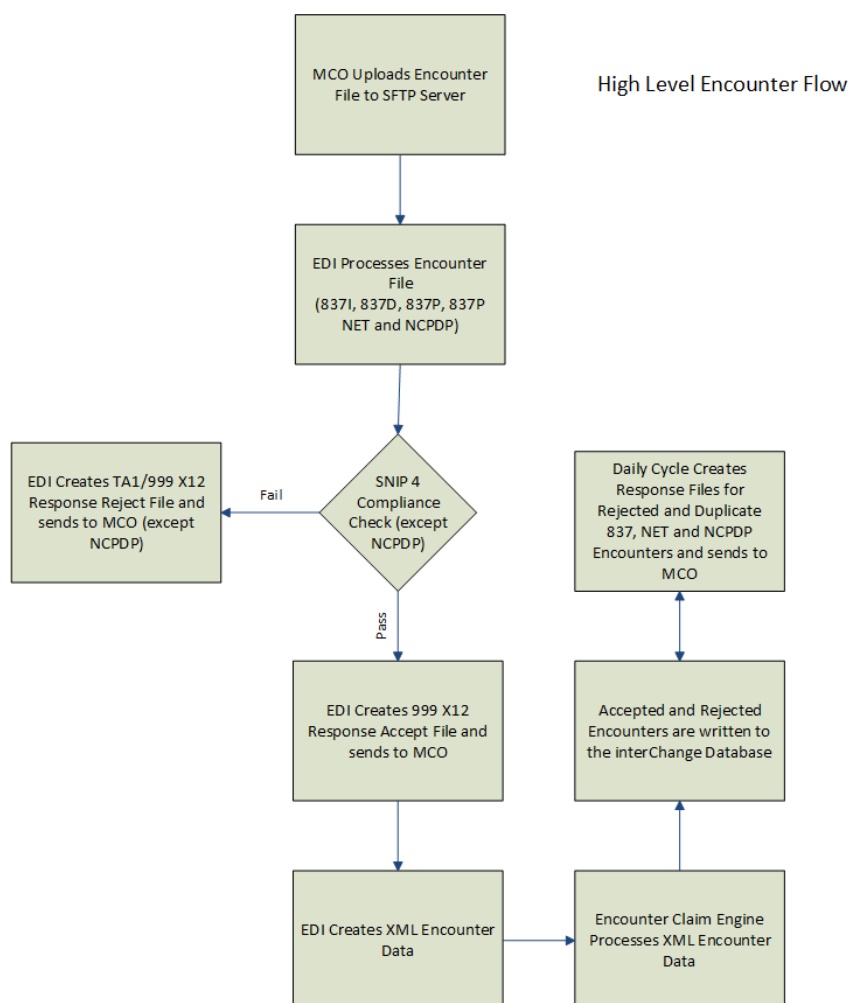 MCO Uploads Encounter
File to SFTP Server
High Level Encounter Flow
EDI Processes Encounter
File
(837I, 837D, 837P, 837P
NET and NCPDP)
EDI Creates TA1/999 X12
Response Reject File and
sends to MCO (except
NCPDP)
Fail
SNIP 4
Compliance
Check (except
NCPDP)
Daily Cycle Creates
Response Files for
Rejected and Duplicate
837, NET and NCPDP
Encounters and sends to
MCO
Pass
EDI Creates 999 X12
Response Accept File and
sends to MCO
Accepted and Rejected
Encounters are written to
the interChange Database
EDI Creates XML Encounter
Data
Encounter Claim Engine
Processes XML Encounter
Data